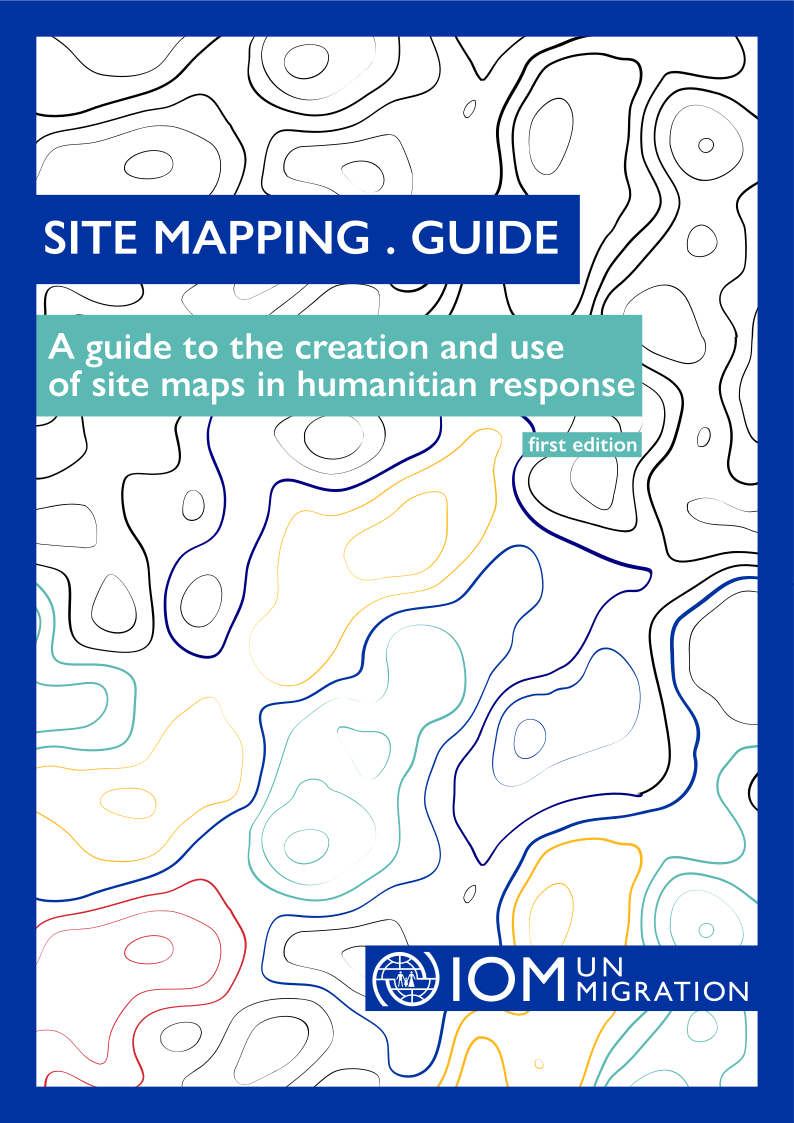 SITE MAPPING . GUIDE
A guide to the creation and use
of site maps in humanitian response
first edition
IOM UN
MIGRATION